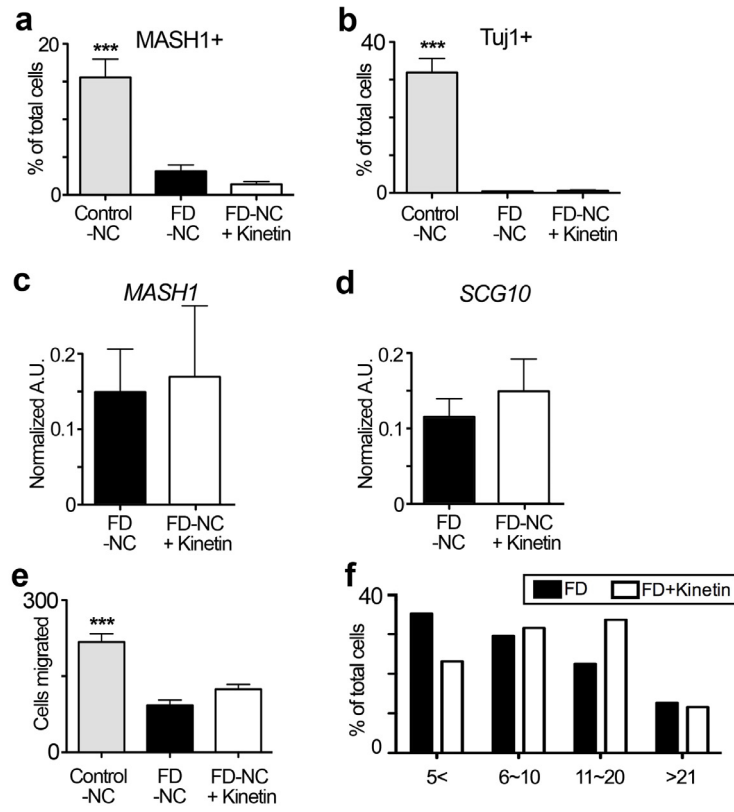 a
MASH1+
% of total cells
20
0
***
Control
-NC
FD
-NC
FD-NC
+ Kinetin
b
Tuj1+
% of total cells
40
20
0
***
Control
-NC
FD
-NC
FD-NC
+ Kinetin
c
MASH1
Normalized A.U.
0.2
0.1
0
FD
-NC
FD-NC
+ Kinetin
d
SCG10
Normalized A.U.
0.2
0.1
0
FD
-NC
FD-NC
+ Kinetin
e
Cells migrated
300
0
***
Control
-NC
FD
-NC
FD-NC
+ Kinetin
f
FD
FD+Kinetin
% of total cells
40
20
0
5<
6~10
11~20
>21